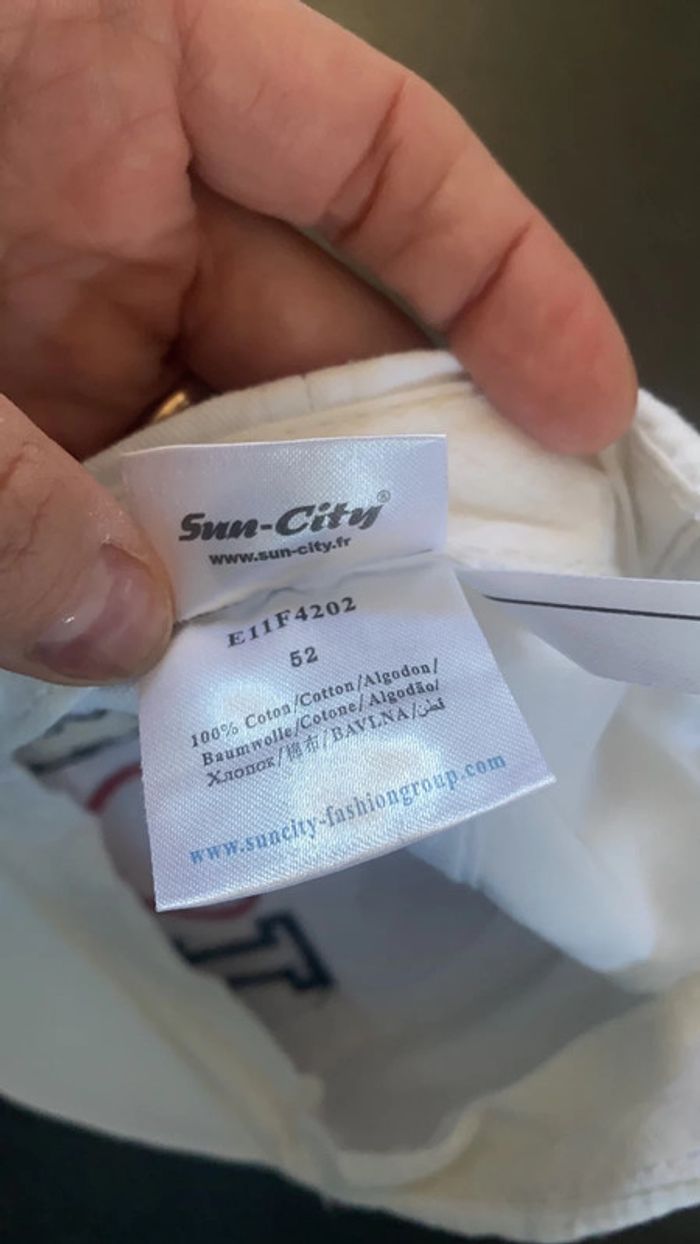 Sun-City®
www.sun-city.fr
E11F4202
52
100% Coton/Cotton/Algodon/
Baumwolle/Cotone/Algodão/
Хлопок/棉布/BAVLNA/قطن
www.suncity-fashiongroup.com